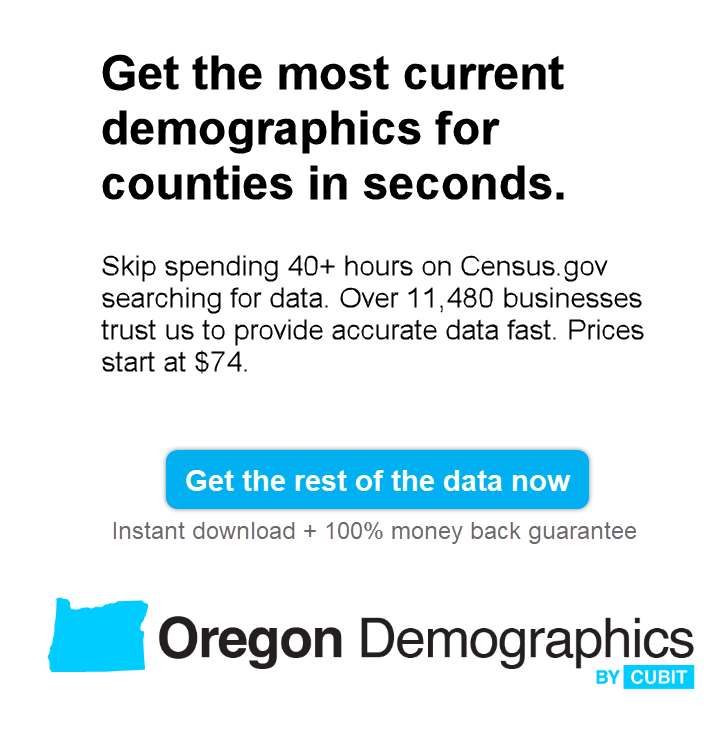 Get the most current
demographics for
counties in seconds.
Skip spending 40+ hours on Census.gov
searching for data. Over 11,480 businesses
trust us to provide accurate data fast. Prices
start at $74.
Get the rest of the data now
Instant download + 100% money back guarantee
Oregon Demographics
BY CUBIT